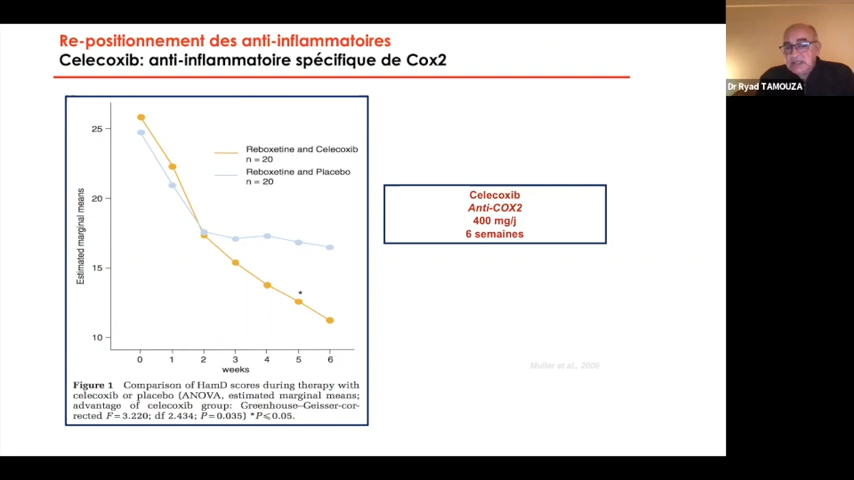 Re-positionnement des anti-inflammatoires
Celecoxib: anti-inflammatoire spécifique de Cox2
Dr Ryad TAMOUZA
25
20
15
10
Estimated marginal means
Reboxetine and Celecoxib
n = 20
Reboxetine and Placebo
n = 20
*
0 1 2 3 4 5 6
weeks
Figure 1 Comparison of HamD scores during therapy with
celecoxib or placebo (ANOVA, estimated marginal means;
advantage of celecoxib group: Greenhouse–Geisser-cor-
rected F=3.220; df 2.434; P=0.035) *P⩽0.05.
Celecoxib
Anti-COX2
400 mg/j
6 semaines
Muller et al., 2006